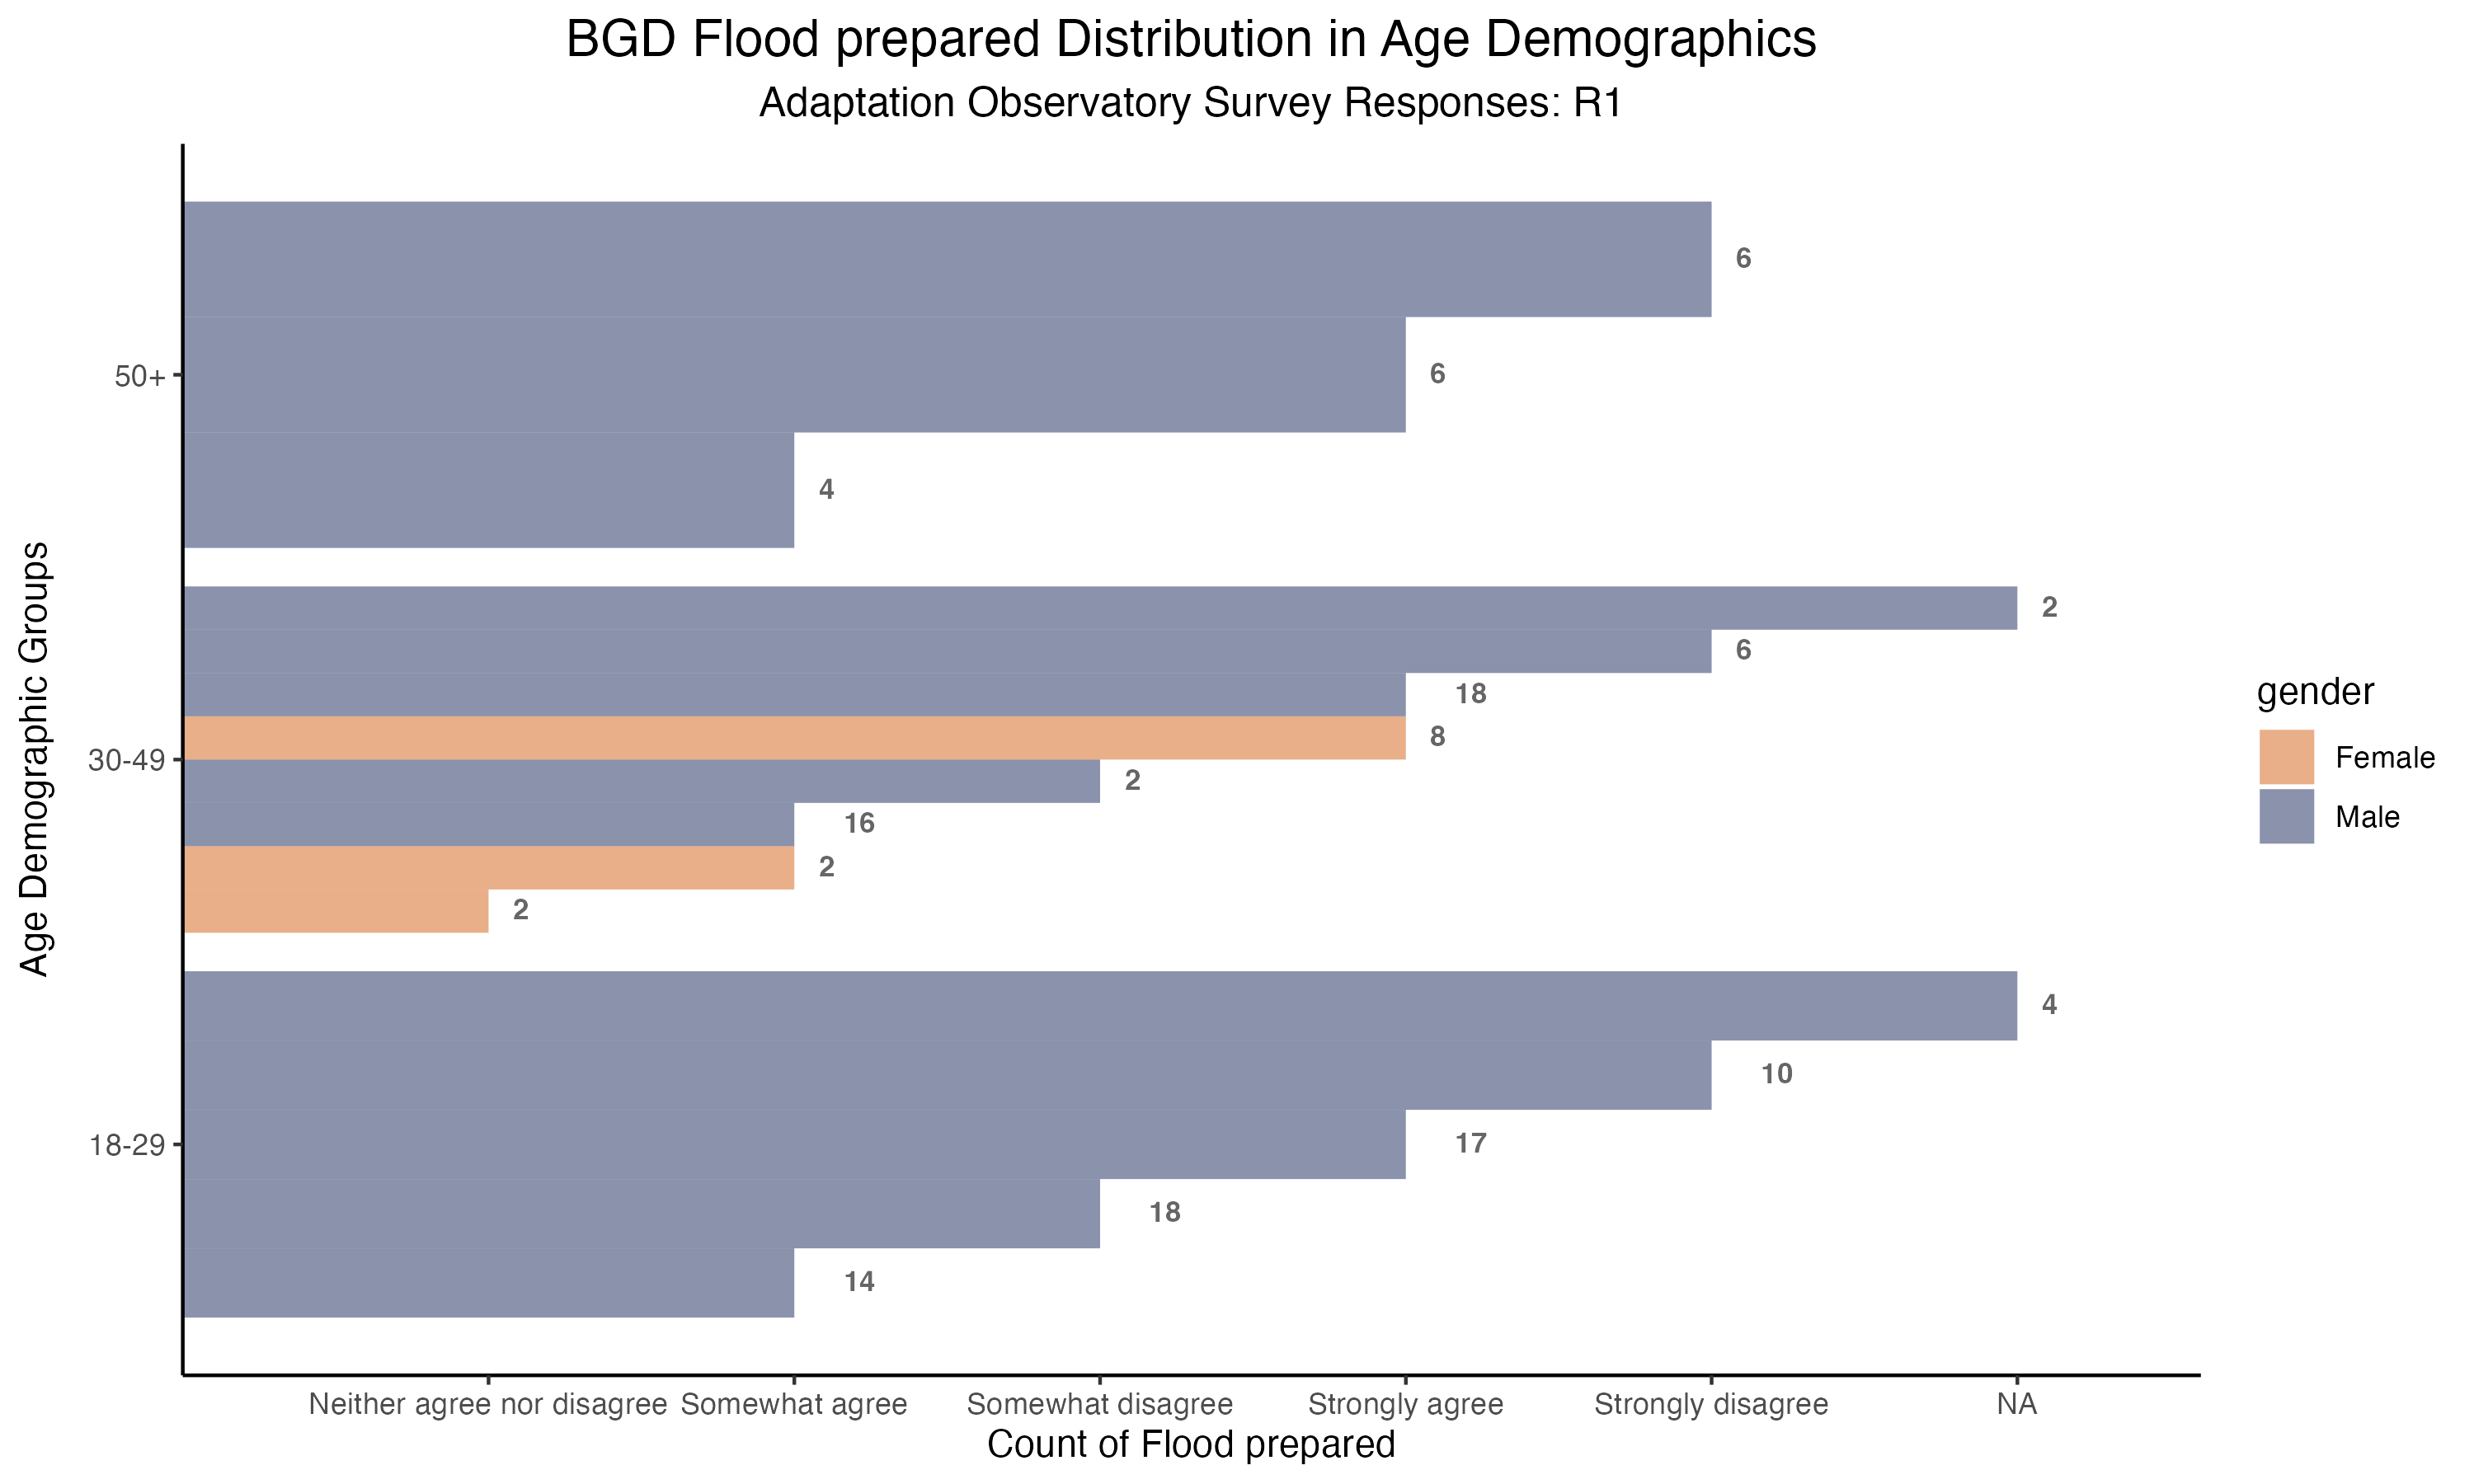 BGD Flood prepared Distribution in Age Demographics
Adaptation Observatory Survey Responses: R1
Age Demographic Groups
50+
6
6
4
30-49
2
6
18
8
2
16
2
2
18-29
4
10
17
18
14
Neither agree nor disagree Somewhat agree Somewhat disagree Strongly agree Strongly disagree NA
Count of Flood prepared
gender
Female
Male